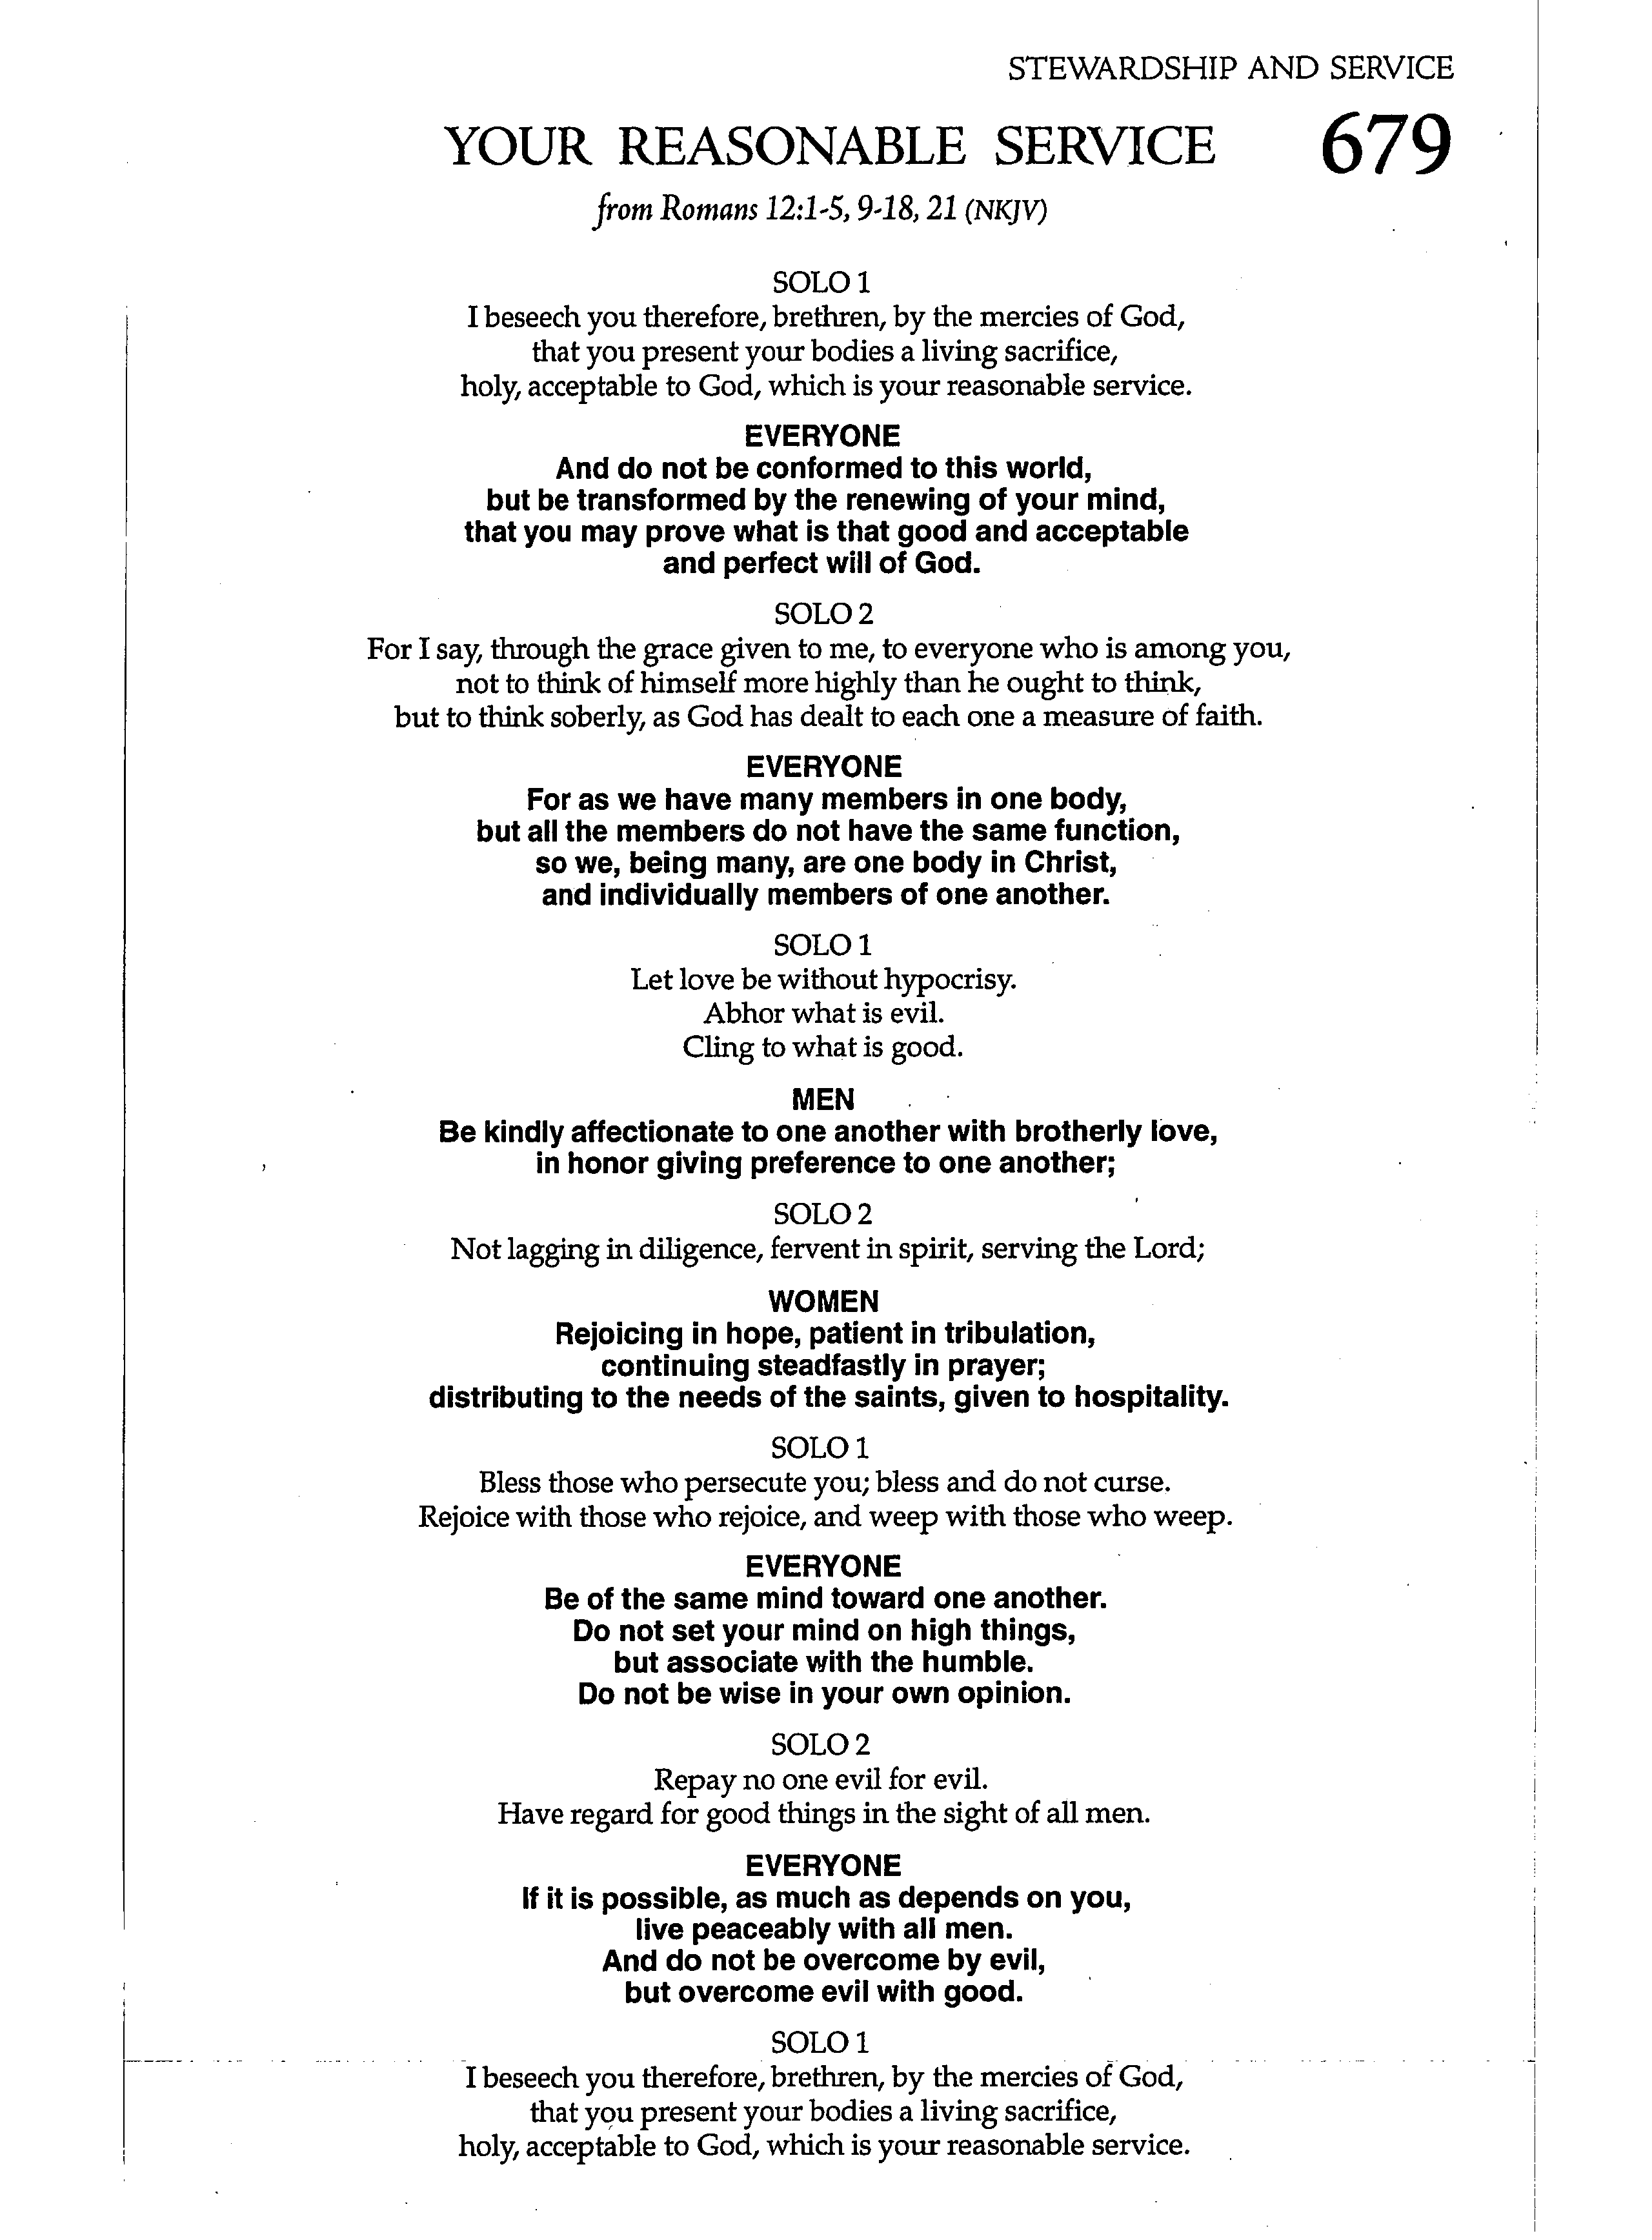 STEWARDSHIP AND SERVICE
YOUR REASONABLE SERVICE 679
from Romans 12:1-5, 9-18, 21 (NKJV)
SOLO 1
I beseech you therefore, brethren, by the mercies of God,
that you present your bodies a living sacrifice,
holy, acceptable to God, which is your reasonable service.
EVERYONE
And do not be conformed to this world,
but be transformed by the renewing of your mind,
that you may prove what is that good and acceptable
and perfect will of God.
SOLO 2
For I say, through the grace given to me, to everyone who is among you,
not to think of himself more highly than he ought to think,
but to think soberly, as God has dealt to each one a measure of faith.
EVERYONE
For as we have many members in one body,
but all the members do not have the same function,
so we, being many, are one body in Christ,
and individually members of one another.
SOLO 1
Let love be without hypocrisy.
Abhor what is evil.
Cling to what is good.
MEN
Be kindly affectionate to one another with brotherly love,
in honor giving preference to one another;
SOLO 2
Not lagging in diligence, fervent in spirit, serving the Lord;
WOMEN
Rejoicing in hope, patient in tribulation,
continuing steadfastly in prayer;
distributing to the needs of the saints, given to hospitality.
SOLO 1
Bless those who persecute you; bless and do not curse.
Rejoice with those who rejoice, and weep with those who weep.
EVERYONE
Be of the same mind toward one another.
Do not set your mind on high things,
but associate with the humble.
Do not be wise in your own opinion.
SOLO 2
Repay no one evil for evil.
Have regard for good things in the sight of all men.
EVERYONE
If it is possible, as much as depends on you,
live peaceably with all men.
And do not be overcome by evil,
but overcome evil with good.
SOLO 1
I beseech you therefore, brethren, by the mercies of God,
that you present your bodies a living sacrifice,
holy, acceptable to God, which is your reasonable service.